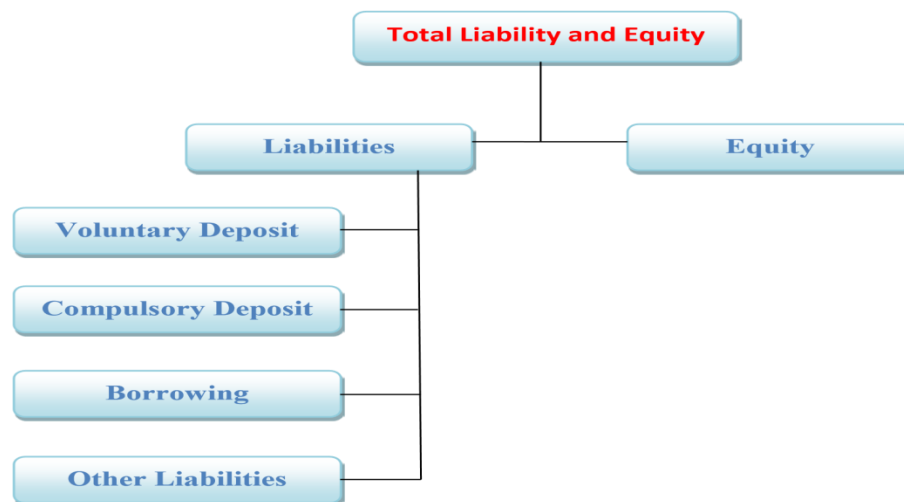 Total Liability and Equity
Liabilities
Equity
Voluntary Deposit
Compulsory Deposit
Borrowing
Other Liabilities